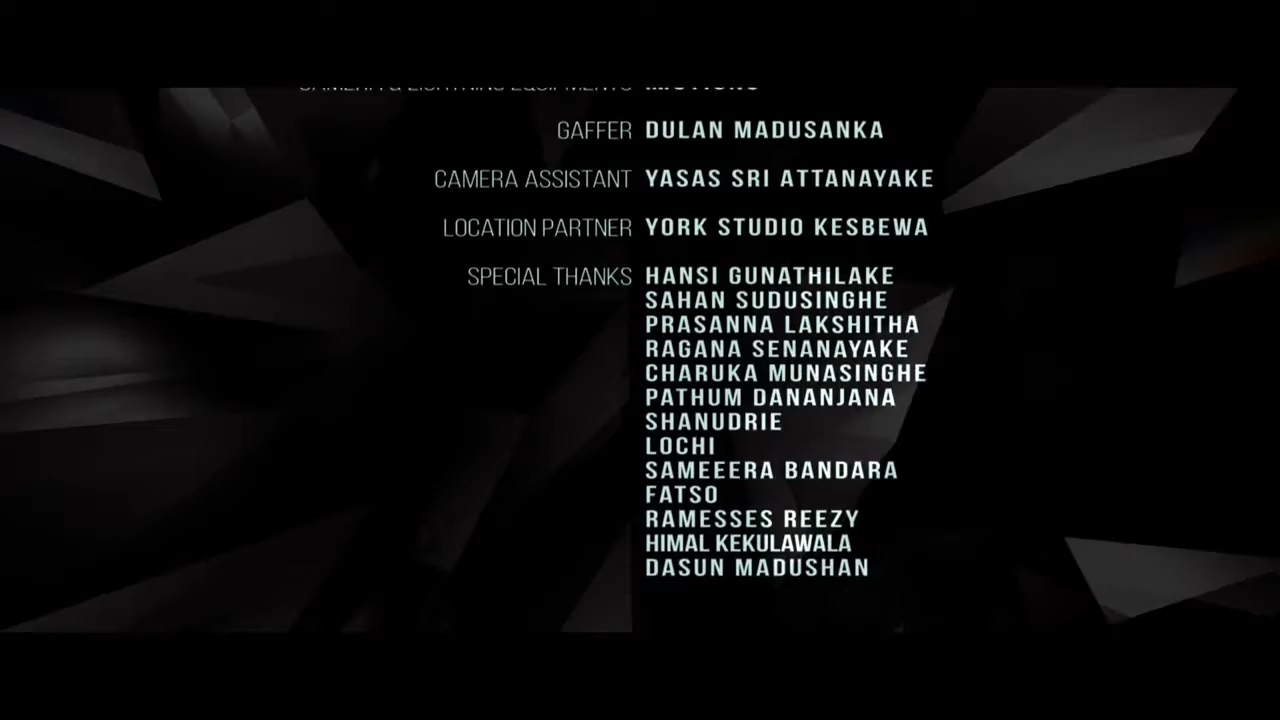 GAFFER DULAN MADUSANKA
CAMERA ASSISTANT YASAS SRI ATTANAYAKE
LOCATION PARTNER YORK STUDIO KESBEWA
SPECIAL THANKS HANSI GUNATHILAKE
SAHAN SUDUSINGHE
PRASANNA LAKSHITHA
RAGANA SENANAYAKE
CHARUKA MUNASINGHE
PATHUM DANANJANA
SHANUDRIE
LOCHI
SAMEEERA BANDARA
FATSO
RAMESSES REEZY
HIMAL KEKULAWALA
DASUN MADUSHAN